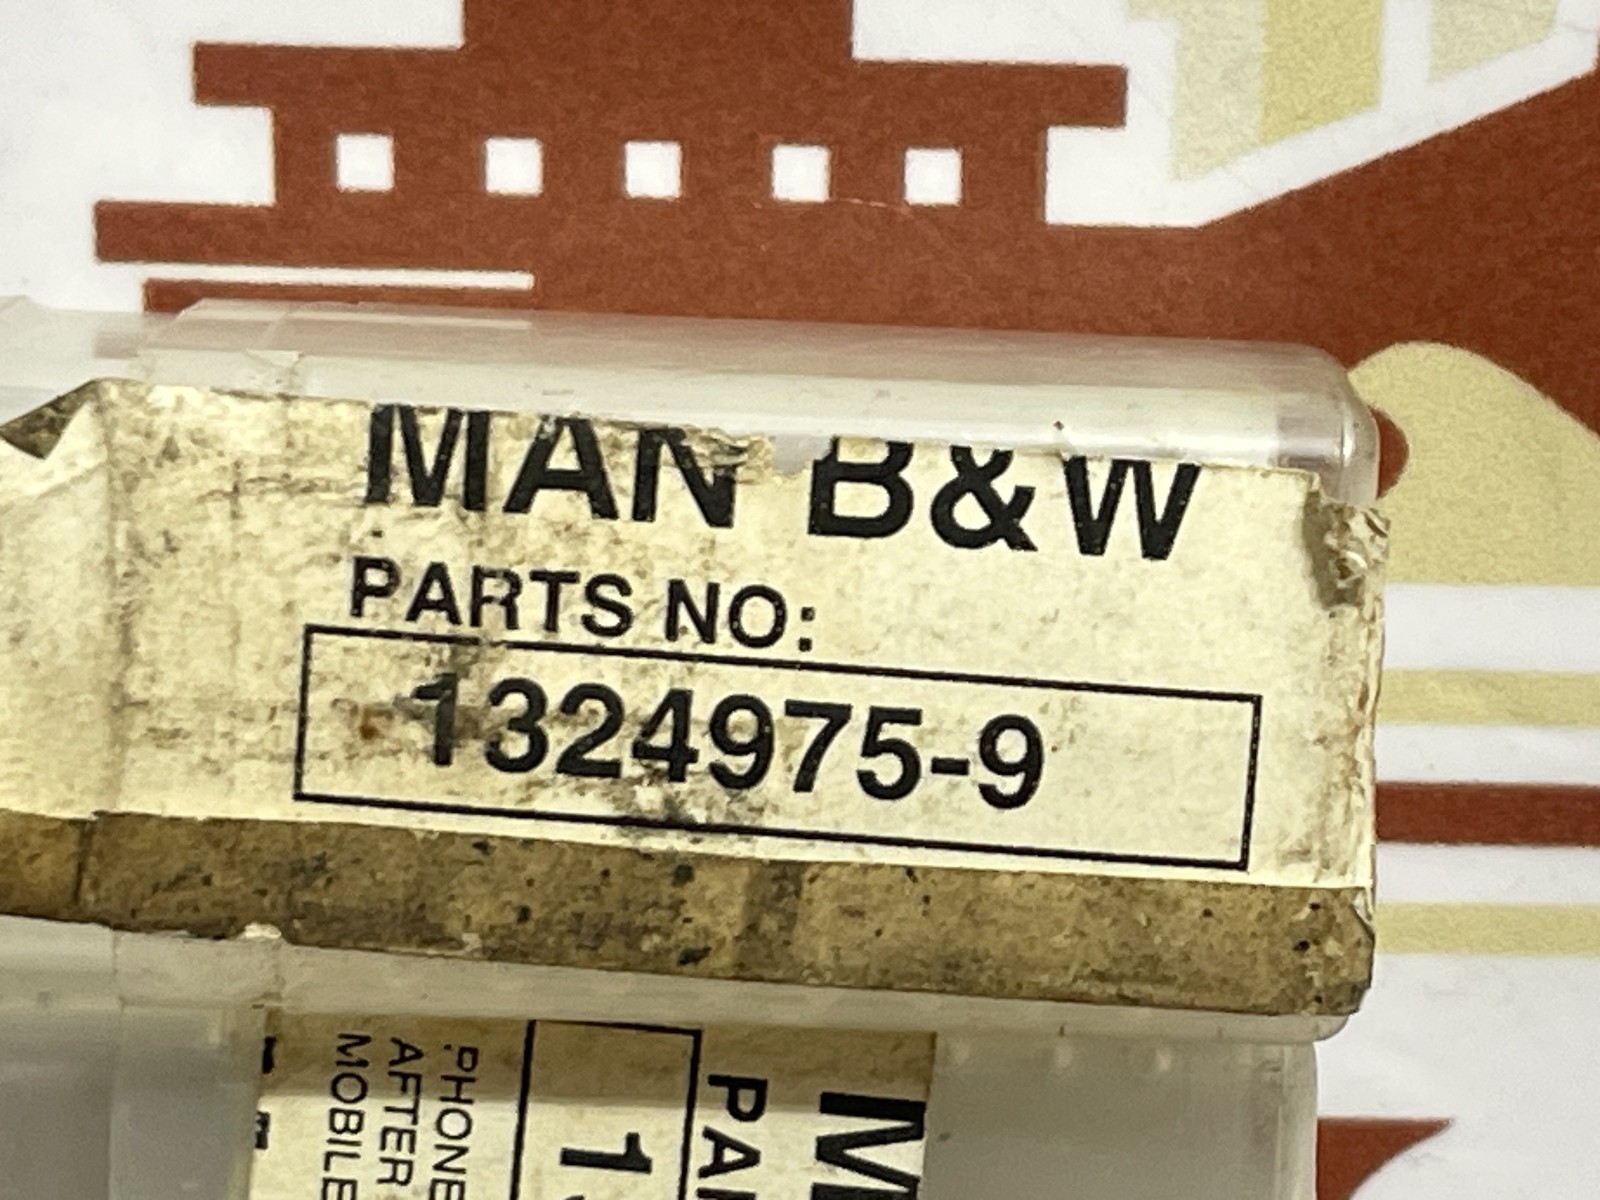 MAN B&W
PARTS NO:
1324975-9
PHONE
AFTER
MOBILE